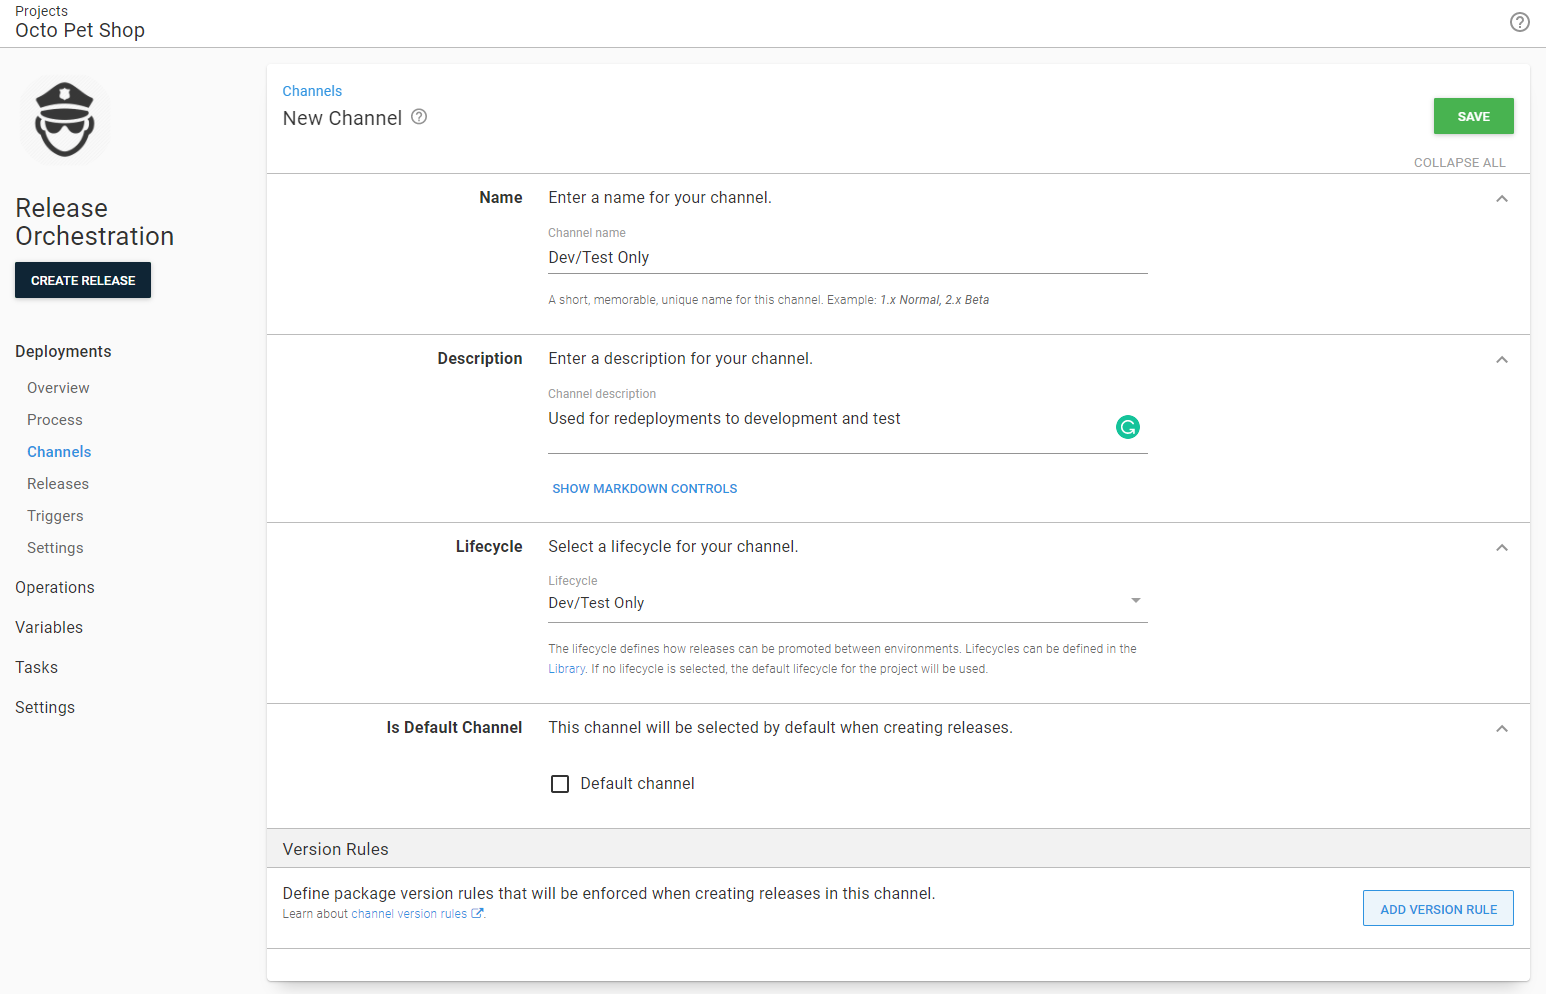 Projects
Octo Pet Shop
Release
Orchestration
CREATE RELEASE
Deployments
Overview
Process
Channels
Releases
Triggers
Settings
Operations
Variables
Tasks
Settings
Channels
New Channel
SAVE
COLLAPSE ALL
Name
Enter a name for your channel.
Channel name
Dev/Test Only
A short, memorable, unique name for this channel. Example: 1.x Normal, 2.x Beta
Description
Enter a description for your channel.
Channel description
Used for redeployments to development and test
SHOW MARKDOWN CONTROLS
Lifecycle
Select a lifecycle for your channel.
Lifecycle
Dev/Test Only
The lifecycle defines how releases can be promoted between environments. Lifecycles can be defined in the
Library. If no lifecycle is selected, the default lifecycle for the project will be used.
Is Default Channel
This channel will be selected by default when creating releases.
Default channel
Version Rules
Define package version rules that will be enforced when creating releases in this channel.
Learn about channel version rules.
ADD VERSION RULE